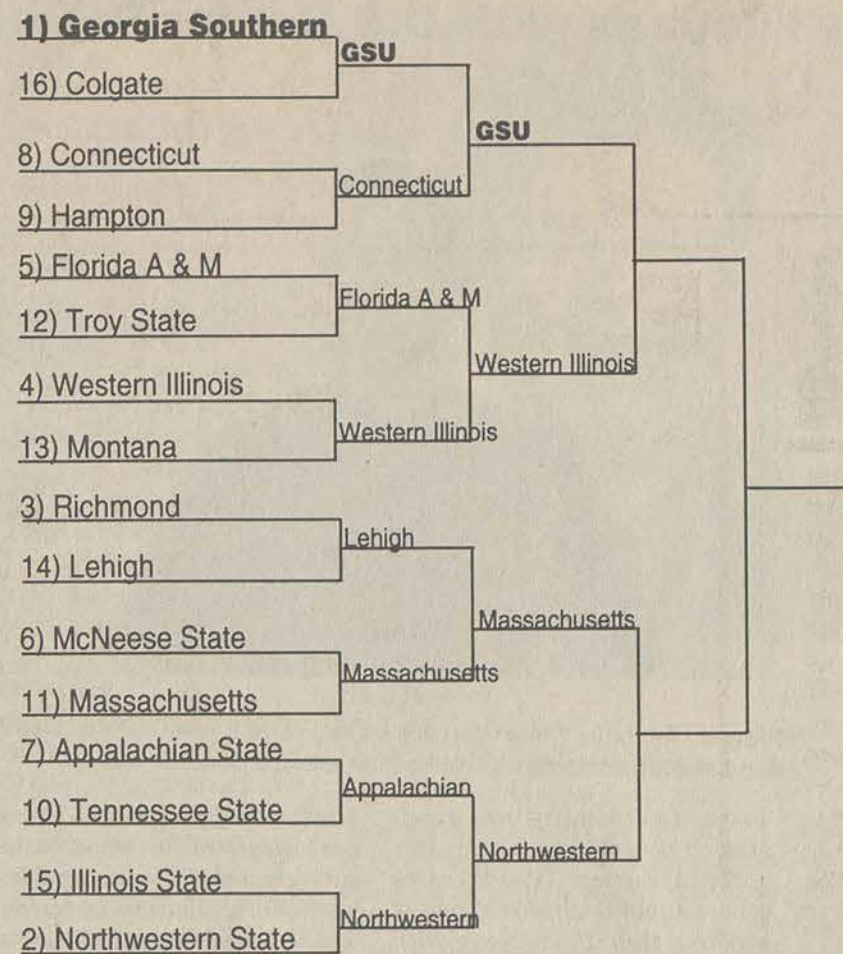 1) Georgia Southern
16) Colgate
8) Connecticut
9) Hampton
5) Florida A & M
12) Troy State
4) Western Illinois
13) Montana
3) Richmond
14) Lehigh
6) McNeese State
11) Massachusetts
7) Appalachian State
10) Tennessee State
15) Illinois State
2) Northwestern State
GSU
Connecticut
Florida A & M
Western Illinois
Lehigh
Massachusetts
Appalachian
Northwestern
GSU
Western Illinois
Massachusetts
Northwestern